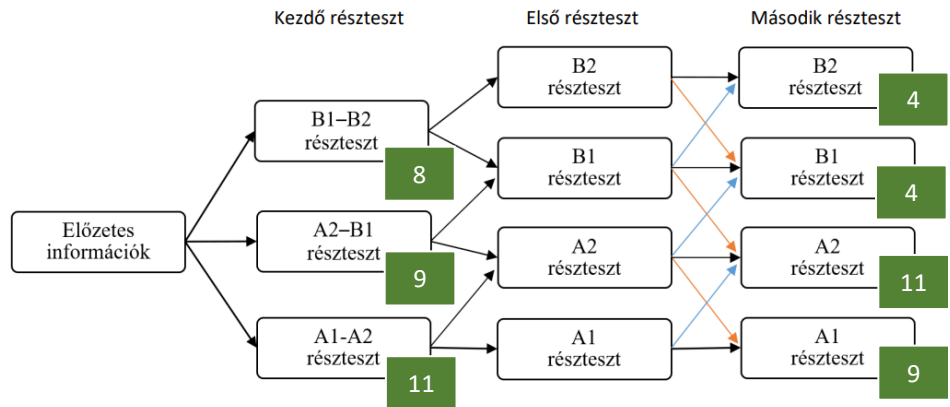 Kezdő részteszt
Első részteszt
Második részteszt
Előzetes
információk
B1–B2
részteszt
8
A2–B1
részteszt
9
A1-A2
részteszt
11
B2
részteszt
B1
részteszt
A2
részteszt
A1
részteszt
B2
részteszt
4
B1
részteszt
4
A2
részteszt
11
A1
részteszt
9